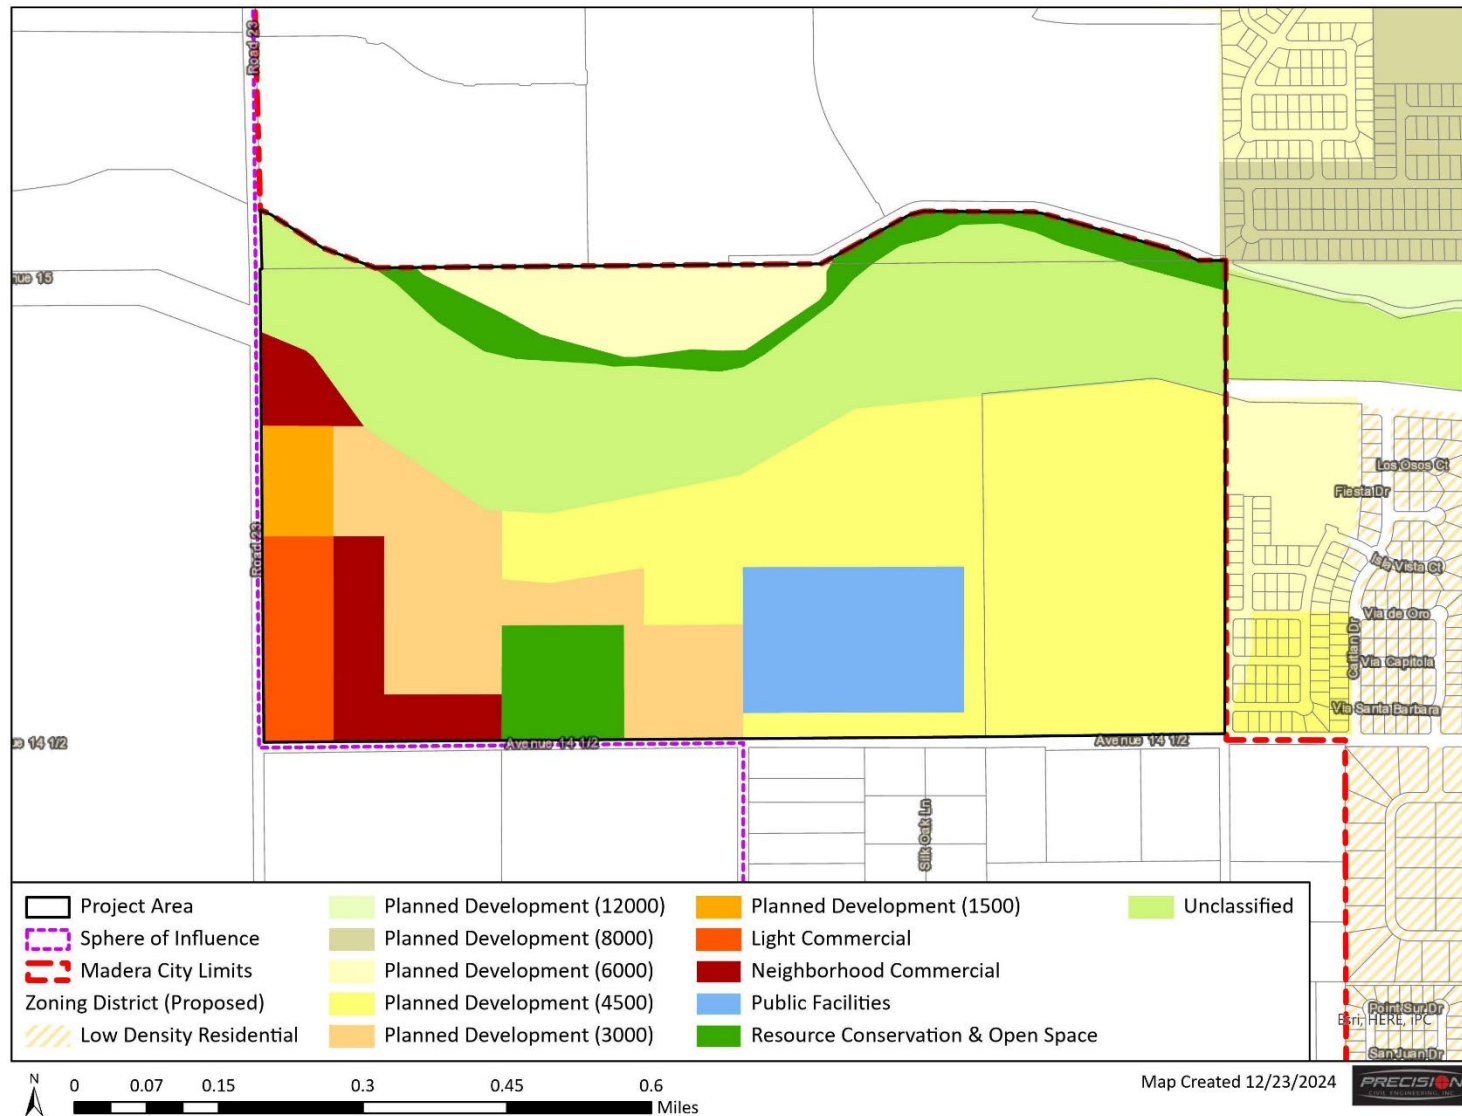 Road 23
nue 15
Los Osos Ct
Fiesta Dr
Isle Vista Ct
Road 23
Via de Oro
Caitlan Dr
Via Capitola
Via Santa Barbara
ue 14 1/2
Avenue 14 1/2
Avenue 14 1/2
Silk Oak Ln
Project Area
Planned Development (12000)
Planned Development (1500)
Unclassified
Sphere of Influence
Planned Development (8000)
Light Commercial
Madera City Limits
Planned Development (6000)
Neighborhood Commercial
Zoning District (Proposed)
Planned Development (4500)
Public Facilities
Low Density Residential
Planned Development (3000)
Resource Conservation & Open Space
Point Sur Dr
Esri, HERE, iPC
San Juan Dr
N
0 0.07 0.15 0.3 0.45 0.6
Miles
Map Created 12/23/2024
PRECISION
CIVIL ENGINEERING, INC